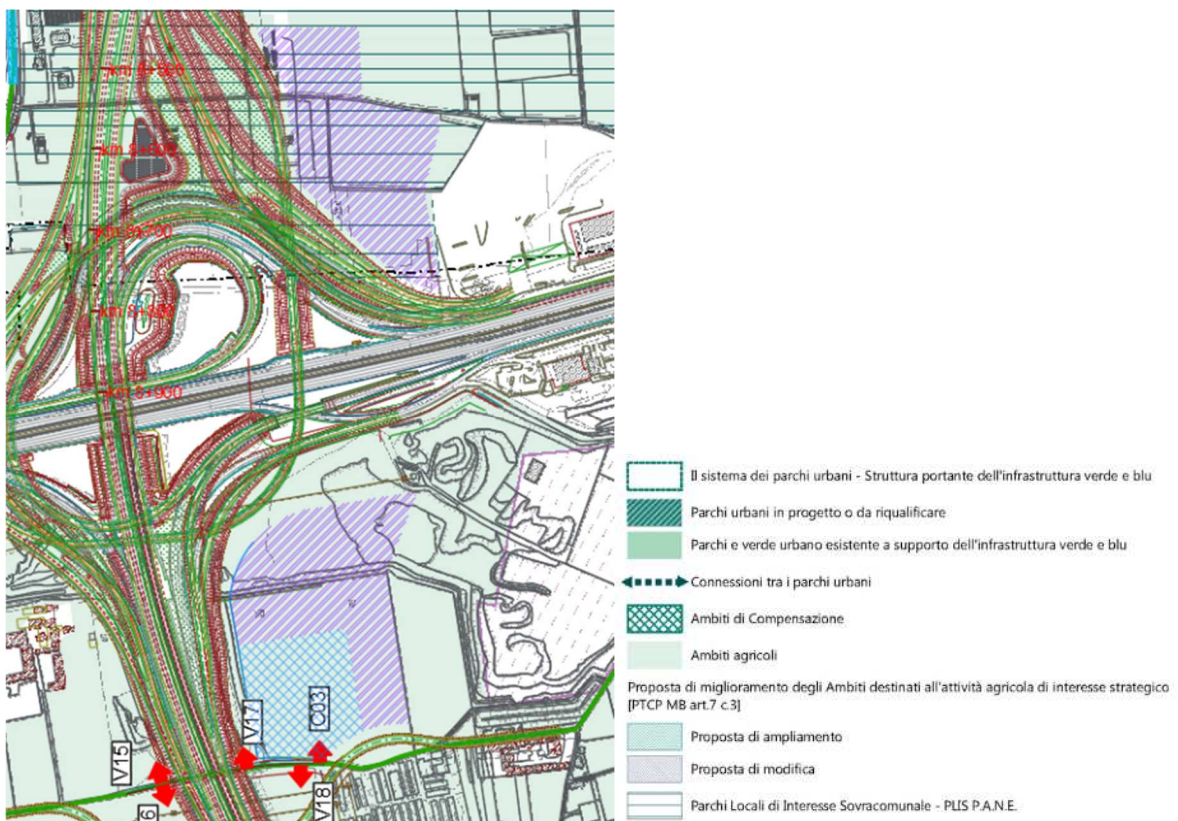 km 8+600
km 8+700
km 8+800
km 8+900
V17
C03
V15
V18
6
Il sistema dei parchi urbani - Struttura portante dell'infrastruttura verde e blu
Parchi urbani in progetto o da riqualificare
Parchi e verde urbano esistente a supporto dell'infrastruttura verde e blu
Connessioni tra i parchi urbani
Ambiti di Compensazione
Ambiti agricoli
Proposta di miglioramento degli Ambiti destinati all'attività agricola di interesse strategico
[PTCP MB art.7 c.3]
Proposta di ampliamento
Proposta di modifica
Parchi Locali di Interesse Sovracomunale - PLIS P.A.N.E.